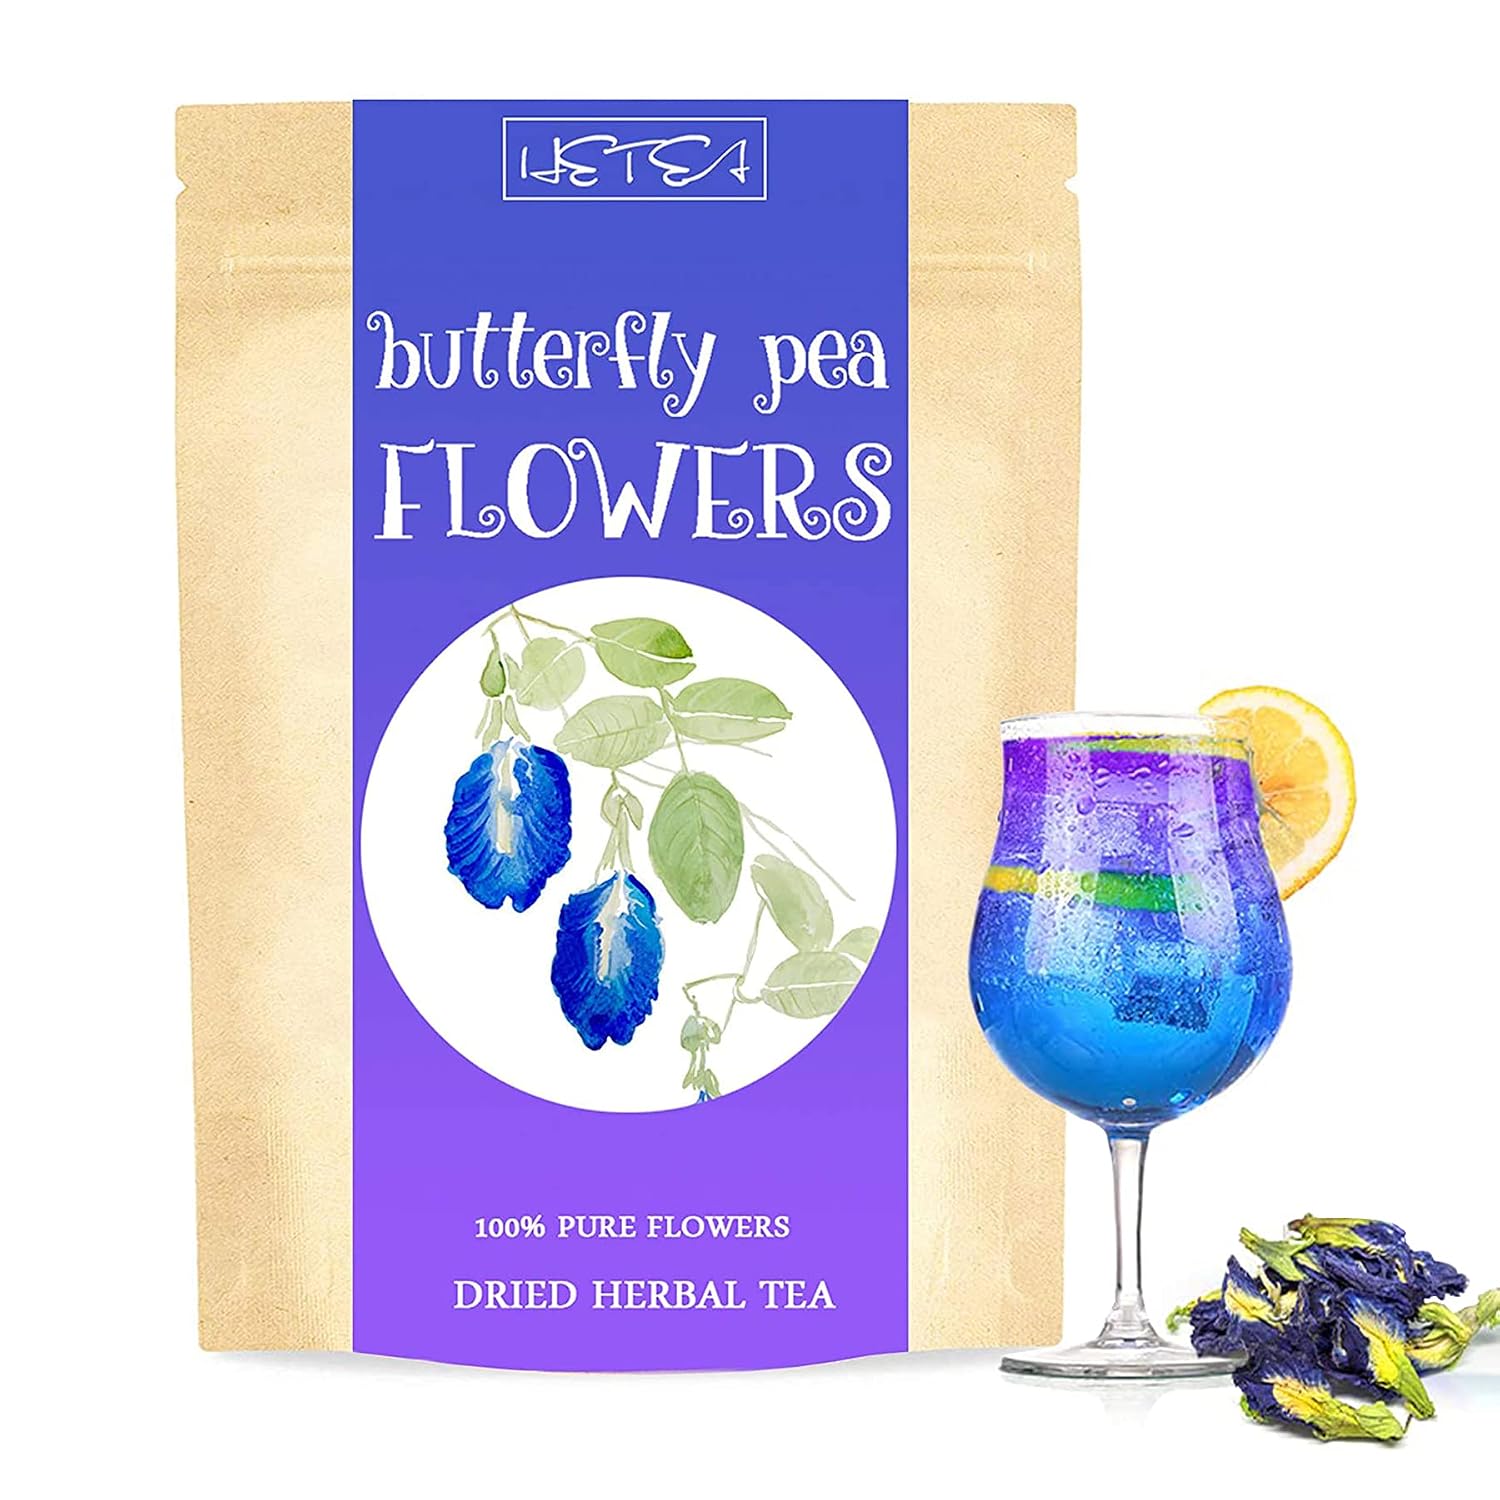 HETEA
butterfly pea
FLOWERS
100% PURE FLOWERS
DRIED HERBAL TEA